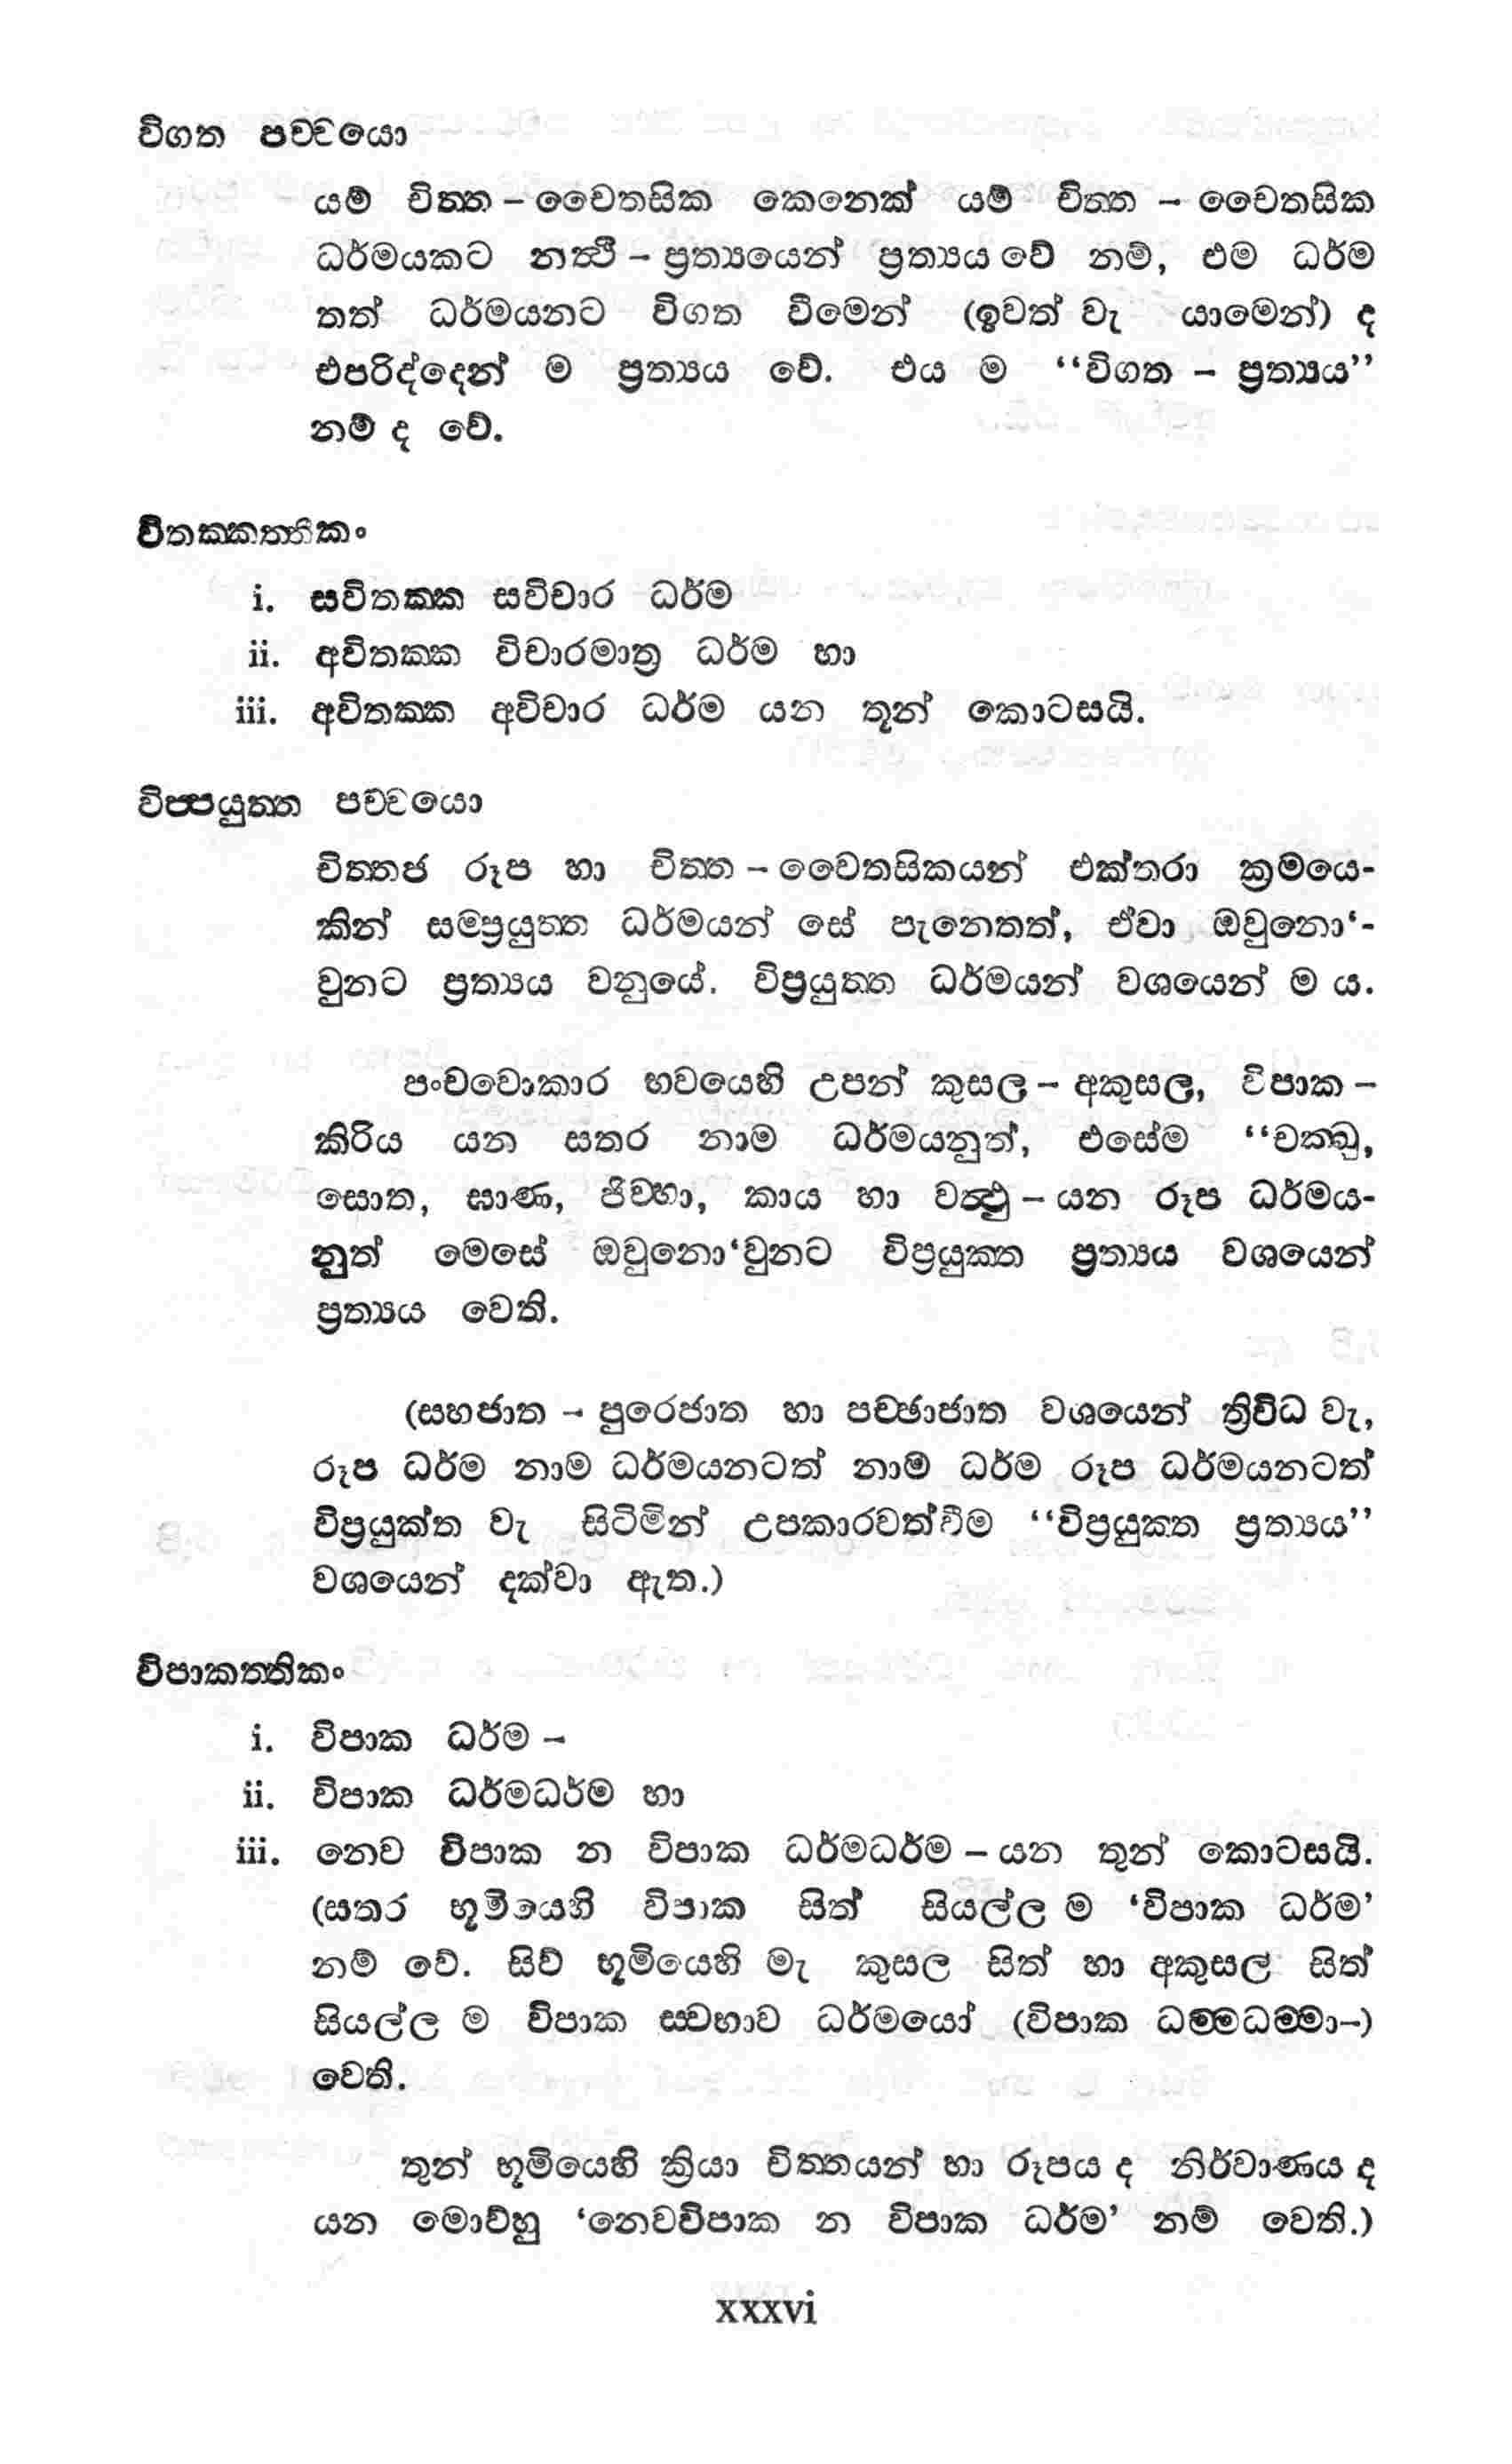 විගත පච්චයො
යම් චිත්ත – චෛතසික කෙනෙක් යම් චිත්ත – චෛතසික
ධර්මයකට නත්‍ථි – ප්‍රත්‍යයෙන් ප්‍රත්‍යය වේ නම්, එම ධර්ම
තත් ධර්මයනට විගත වීමෙන් (ඉවත් වැ යාමෙන්) ද
එපරිද්දෙන් ම ප්‍රත්‍යය වේ. එය ම “විගත – ප්‍රත්‍යය”
නම් ද වේ.
විතක්කත්තිකං
i. සවිතක්ක සවිචාර ධර්ම
ii. අවිතක්ක විචාරමාත්‍ර ධර්ම හා
iii. අවිතක්ක අවිචාර ධර්ම යන තුන් කොටසයි.
විප්පයුත්ත පච්චයො
චිත්තජ රූප හා චිත්ත – චෛතසිකයන් එක්තරා ක්‍රමයෙ-
කින් සම්ප්‍රයුත්ත ධර්මයන් සේ පැනෙතත්, ඒවා ඔවුනො‘-
වුනට ප්‍රත්‍යය වනුයේ. විප්‍රයුත්ත ධර්මයන් වශයෙන් ම ය.
පංචවොකාර භවයෙහි උපන් කුසල – අකුසල, විපාක –
කිරිය යන සතර නාම ධර්මයනුත්, එසේම “චක්ඛු,
සොත, ඝාණ, ජිව්හා, කාය හා වත්‍ථු – යන රූප ධර්මය-
නුත් මෙසේ ඔවුනො‘වුනට විප්‍රයුක්ත ප්‍රත්‍යය වශයෙන්
ප්‍රත්‍යය වෙති.
(සහජාත – පුරෙජාත හා පච්ඡාජාත වශයෙන් ත්‍රිවිධ වැ,
රූප ධර්ම නාම ධර්මයනටත් නාම ධර්ම රූප ධර්මයනටත්
විප්‍රයුක්ත වැ සිටිමින් උපකාරවත්වීම “විප්‍රයුක්ත ප්‍රත්‍යය”
වශයෙන් දක්වා ඇත.)
විපාකත්තිකං
i. විපාක ධර්ම –
ii. විපාක ධර්මධර්ම හා
iii. නෙව විපාක න විපාක ධර්මධර්ම – යන තුන් කොටසයි.
(සතර භූමියෙහි විපාක සිත් සියල්ල ම ‘විපාක ධර්ම’
නම් වේ. සිව් භූමියෙහි මැ කුසල සිත් හා අකුසල් සිත්
සියල්ල ම විපාක ස්වභාව ධර්මයෝ (විපාක ධම්මධම්මා–)
වෙති.
තුන් භූමියෙහි ක්‍රියා චිත්තයන් හා රූපය ද නිර්වාණය ද
යන මොව්හු ‘නෙවවිපාක න විපාක ධර්ම’ නම් වෙති.)
xxxvi